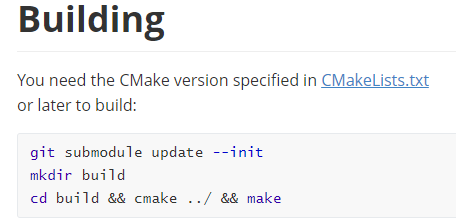 Building
You need the CMake version specified in CMakeLists.txt
or later to build:
git submodule update --init
mkdir build
cd build && cmake ../ && make